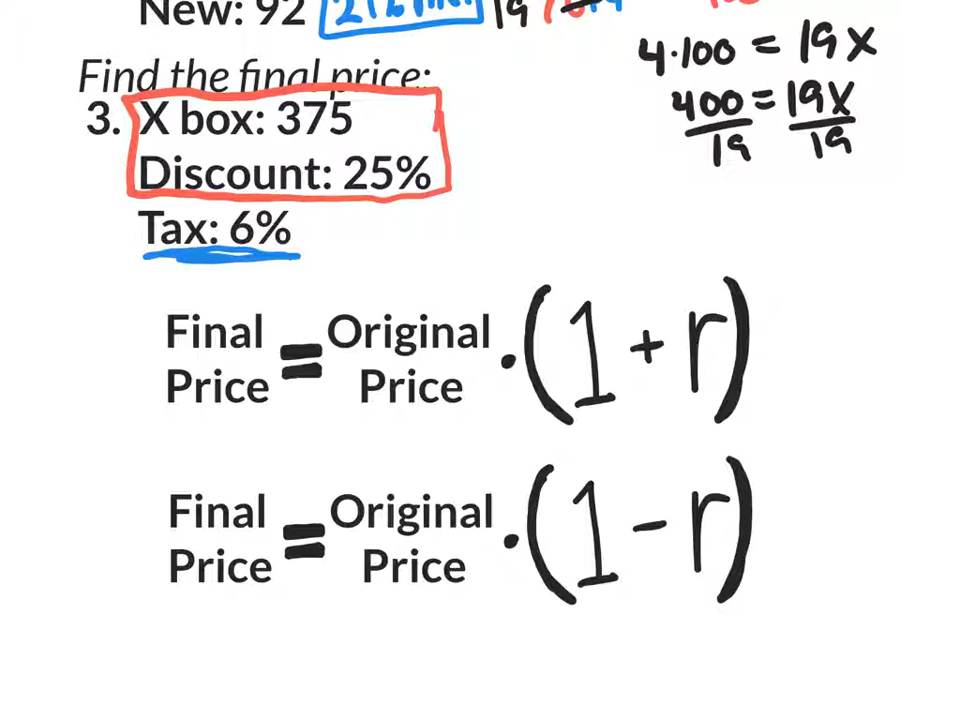 New: 92
19
4·100 = 19X
400 = 19X
19 19
Find the final price:
3. X box: 375
Discount: 25%
Tax: 6%
Final Price = Original Price · (1 + r)
Final Price = Original Price · (1 - r)